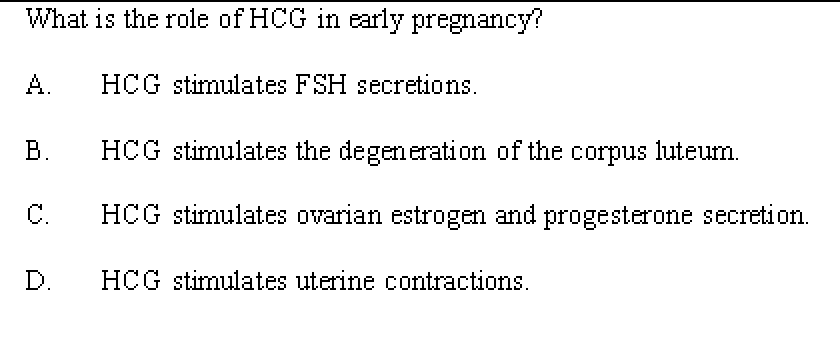 What is the role of HCG in early pregnancy?
A. HCG stimulates FSH secretions.
B. HCG stimulates the degeneration of the corpus luteum.
C. HCG stimulates ovarian estrogen and progesterone secretion.
D. HCG stimulates uterine contractions.